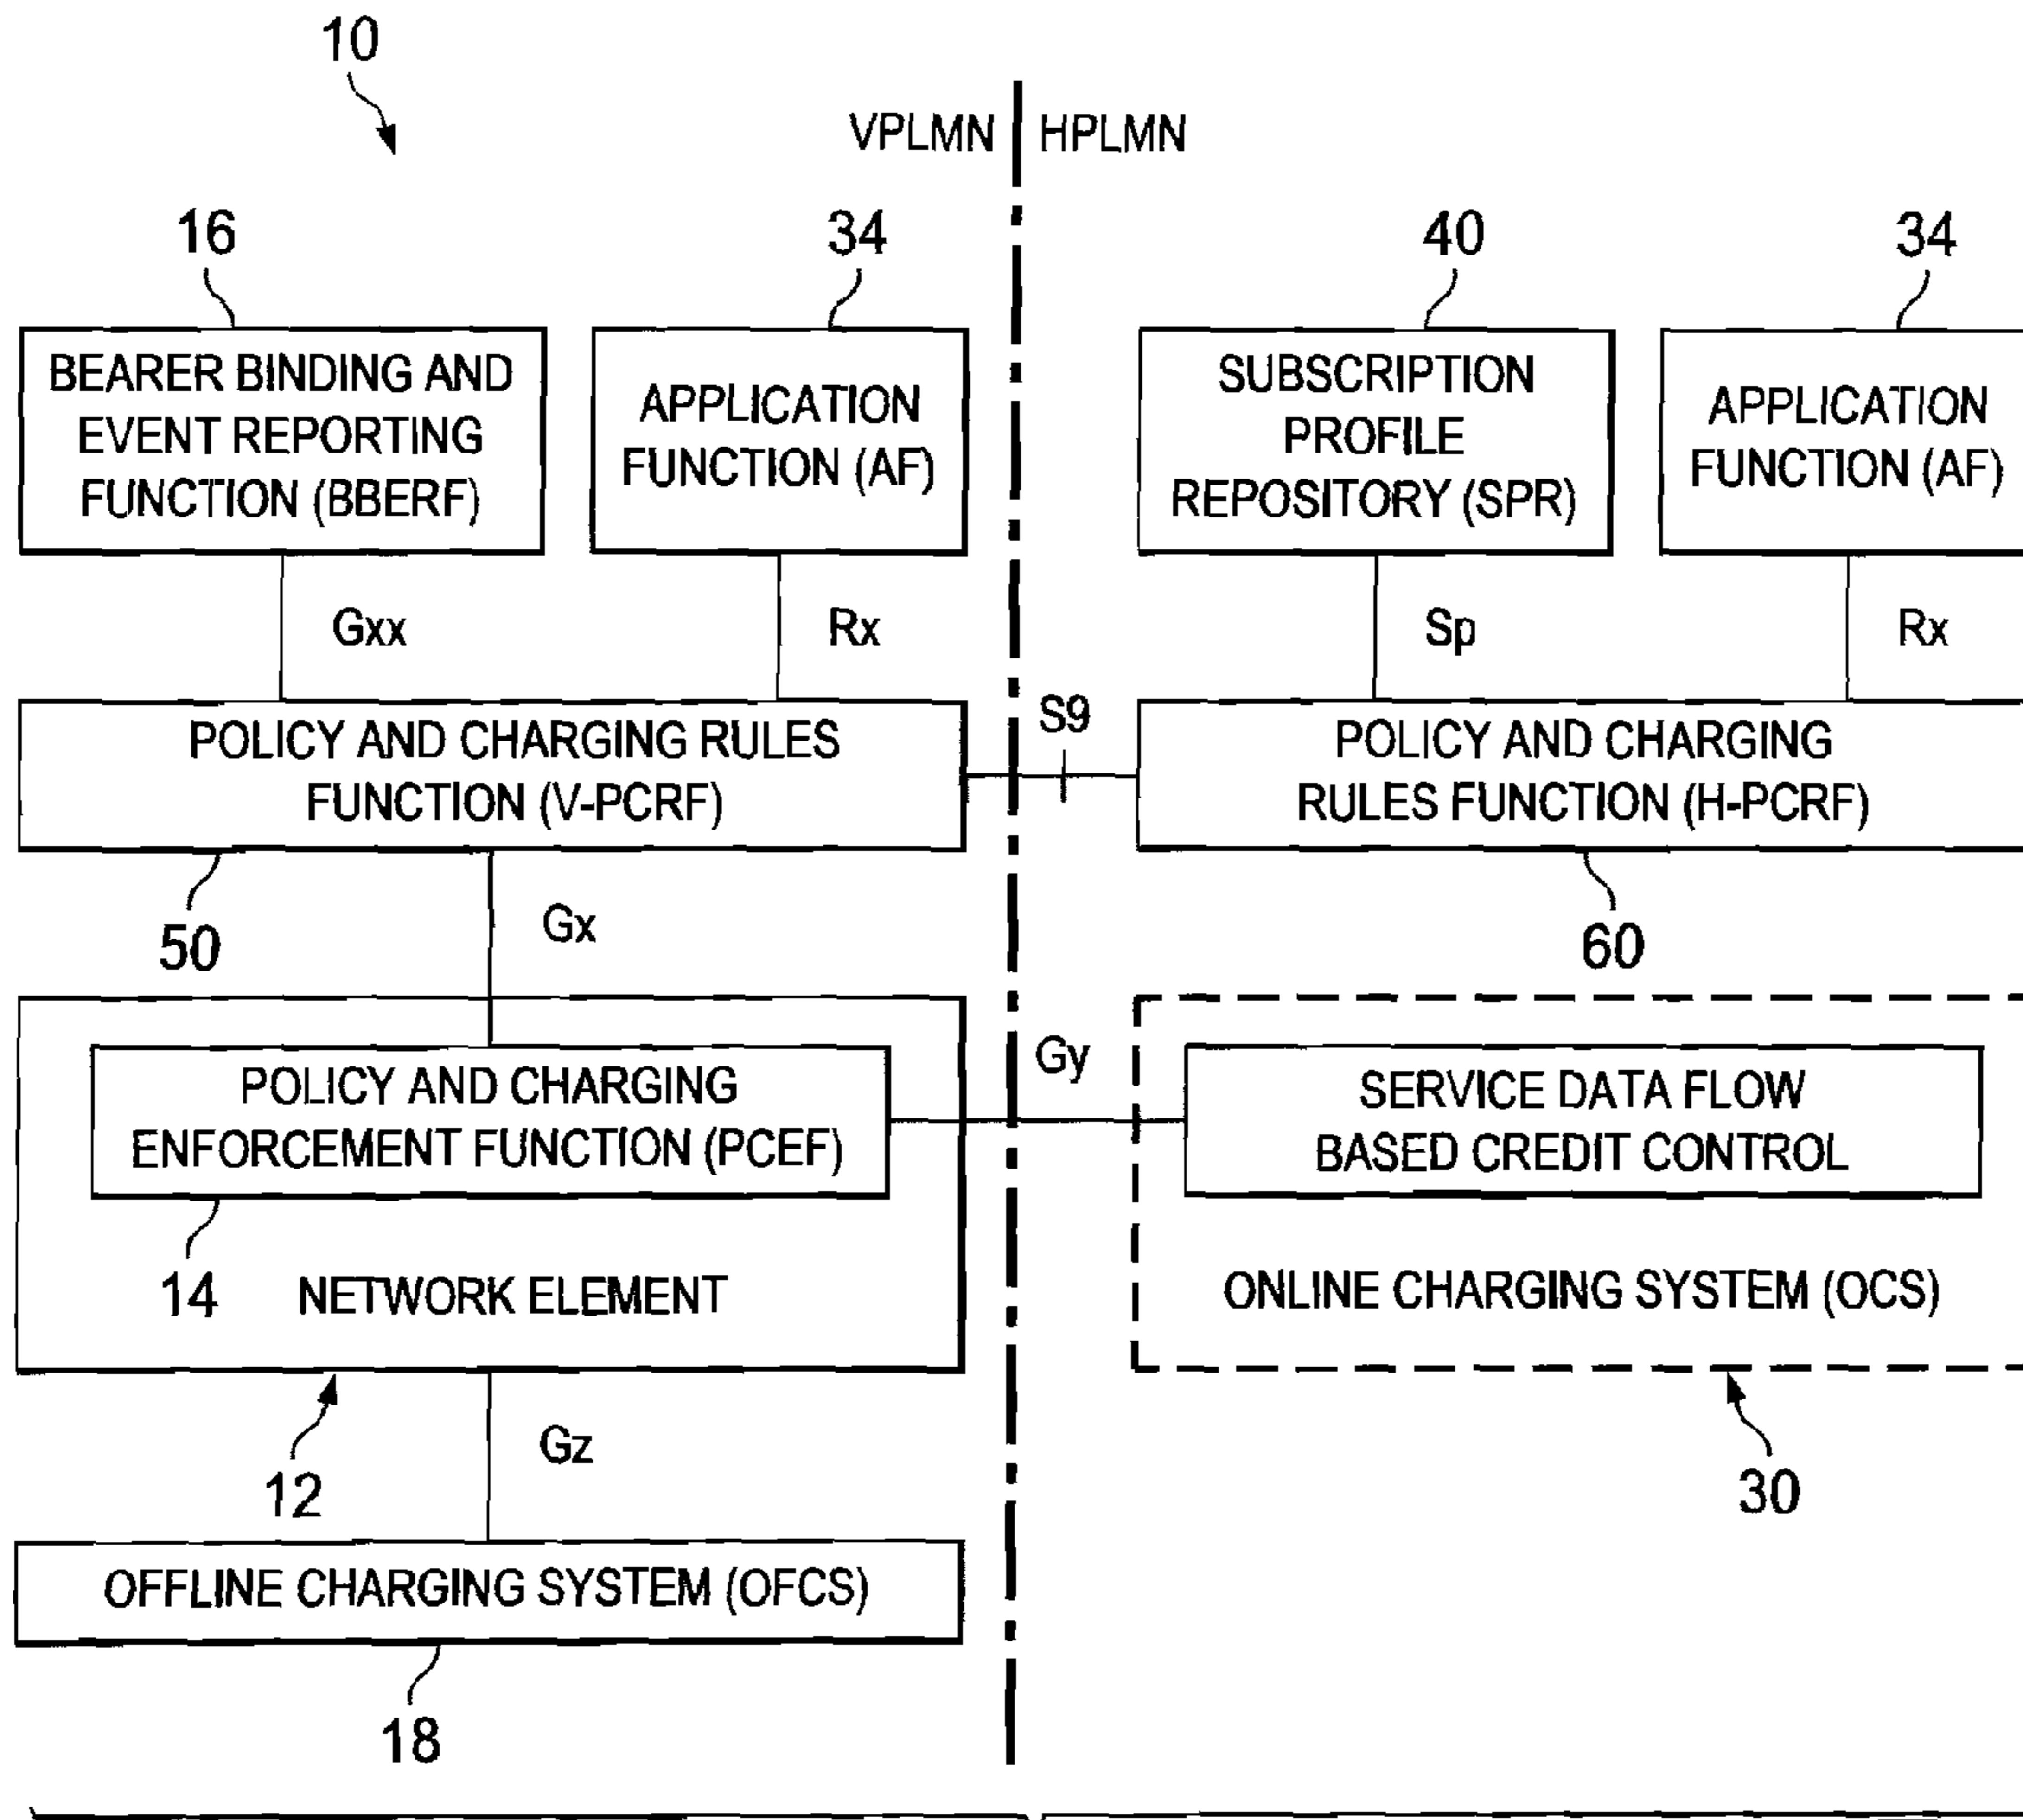 10
VPLMN
HPLMN
16
34
40
34
BEARER BINDING AND
EVENT REPORTING
FUNCTION (BBERF)
APPLICATION
FUNCTION (AF)
SUBSCRIPTION
PROFILE
REPOSITORY (SPR)
APPLICATION
FUNCTION (AF)
Gxx
Rx
Sp
Rx
POLICY AND CHARGING RULES
FUNCTION (V-PCRF)
S9
POLICY AND CHARGING
RULES FUNCTION (H-PCRF)
50
Gx
60
POLICY AND CHARGING
ENFORCEMENT FUNCTION (PCEF)
Gy
SERVICE DATA FLOW
BASED CREDIT CONTROL
14
NETWORK ELEMENT
ONLINE CHARGING SYSTEM (OCS)
12
Gz
30
OFFLINE CHARGING SYSTEM (OFCS)
18